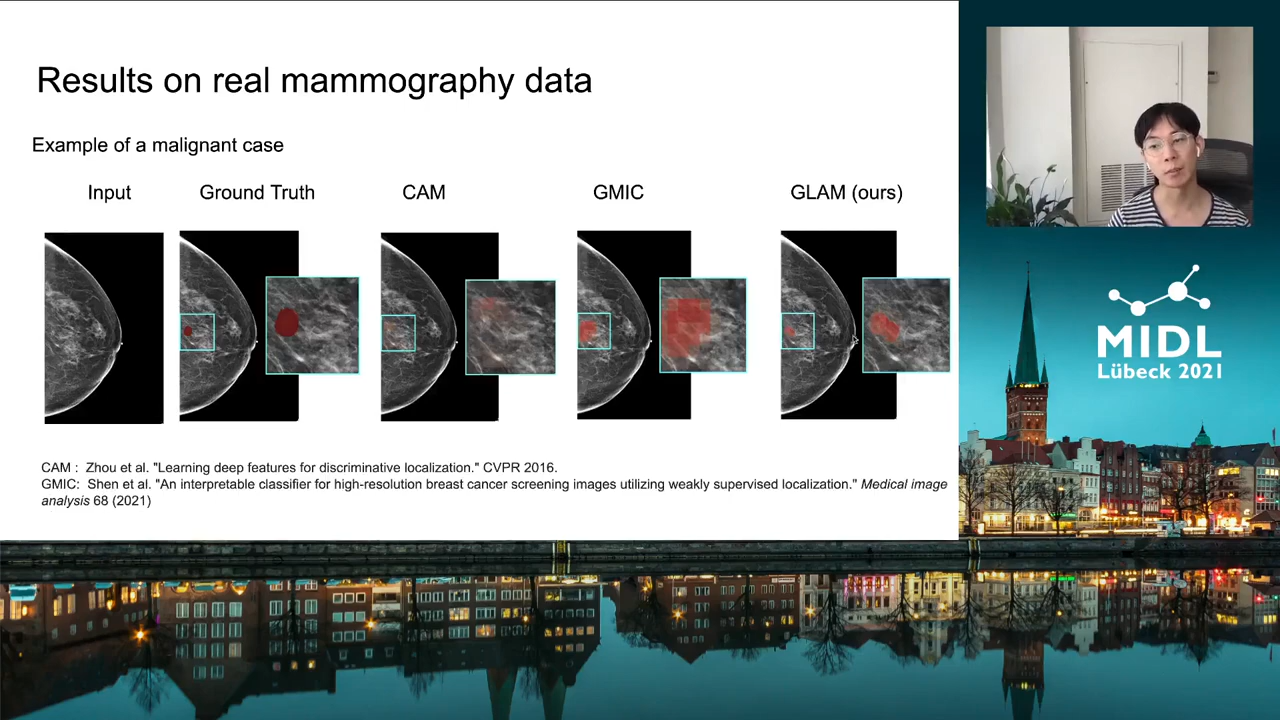 Results on real mammography data
Example of a malignant case
Input
Ground Truth
CAM
GMIC
GLAM (ours)
CAM :  Zhou et al. "Learning deep features for discriminative localization." CVPR 2016.
GMIC:  Shen et al. "An interpretable classifier for high-resolution breast cancer screening images utilizing weakly supervised localization." Medical image
analysis 68 (2021)
MIDL
Lübeck 2021